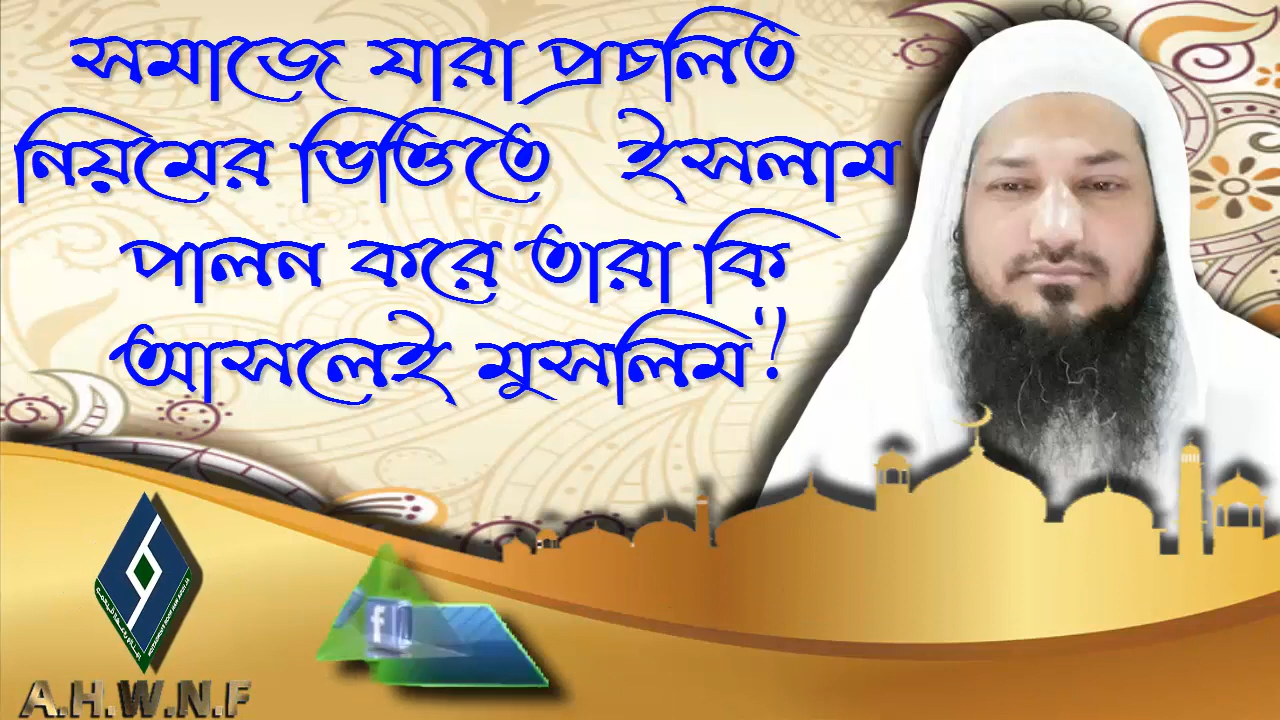 সমাজে যারা প্রচলিত
নিয়মের ভিত্তিতে ইসলাম
পালন করে তারা কি
আসলেই মুসলিম?
f
A.H.W.N.F